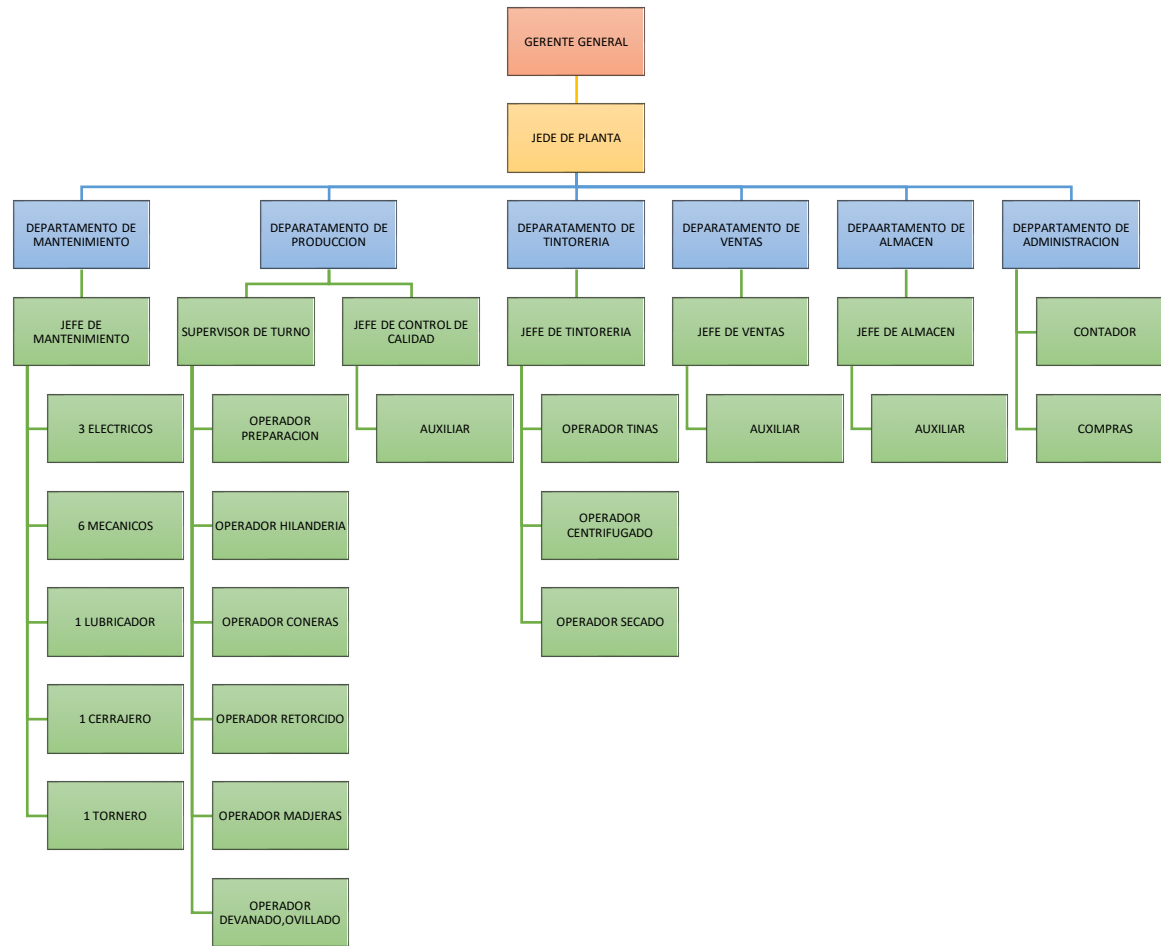 GERENTE GENERAL
JEDE DE PLANTA
DEPARTAMENTO DE
MANTENIMIENTO
DEPARATAMENTO DE
PRODUCCION
DEPARATAMENTO DE
TINTORERIA
DEPARATAMENTO DE
VENTAS
DEPAARTAMENTO DE
ALMACEN
DEPPARTAMENTO DE
ADMINISTRACION
JEFE DE
MANTENIMIENTO
SUPERVISOR DE TURNO
JEFE DE CONTROL DE
CALIDAD
JEFE DE TINTORERIA
JEFE DE VENTAS
JEFE DE ALMACEN
CONTADOR
3 ELECTRICOS
OPERADOR
PREPARACION
AUXILIAR
OPERADOR TINAS
AUXILIAR
AUXILIAR
COMPRAS
6 MECANICOS
OPERADOR HILANDERIA
OPERADOR
CENTRIFUGADO
1 LUBRICADOR
OPERADOR CONERAS
OPERADOR SECADO
1 CERRAJERO
OPERADOR RETORCIDO
1 TORNERO
OPERADOR MADJERAS
OPERADOR
DEVANADO,OVILLADO